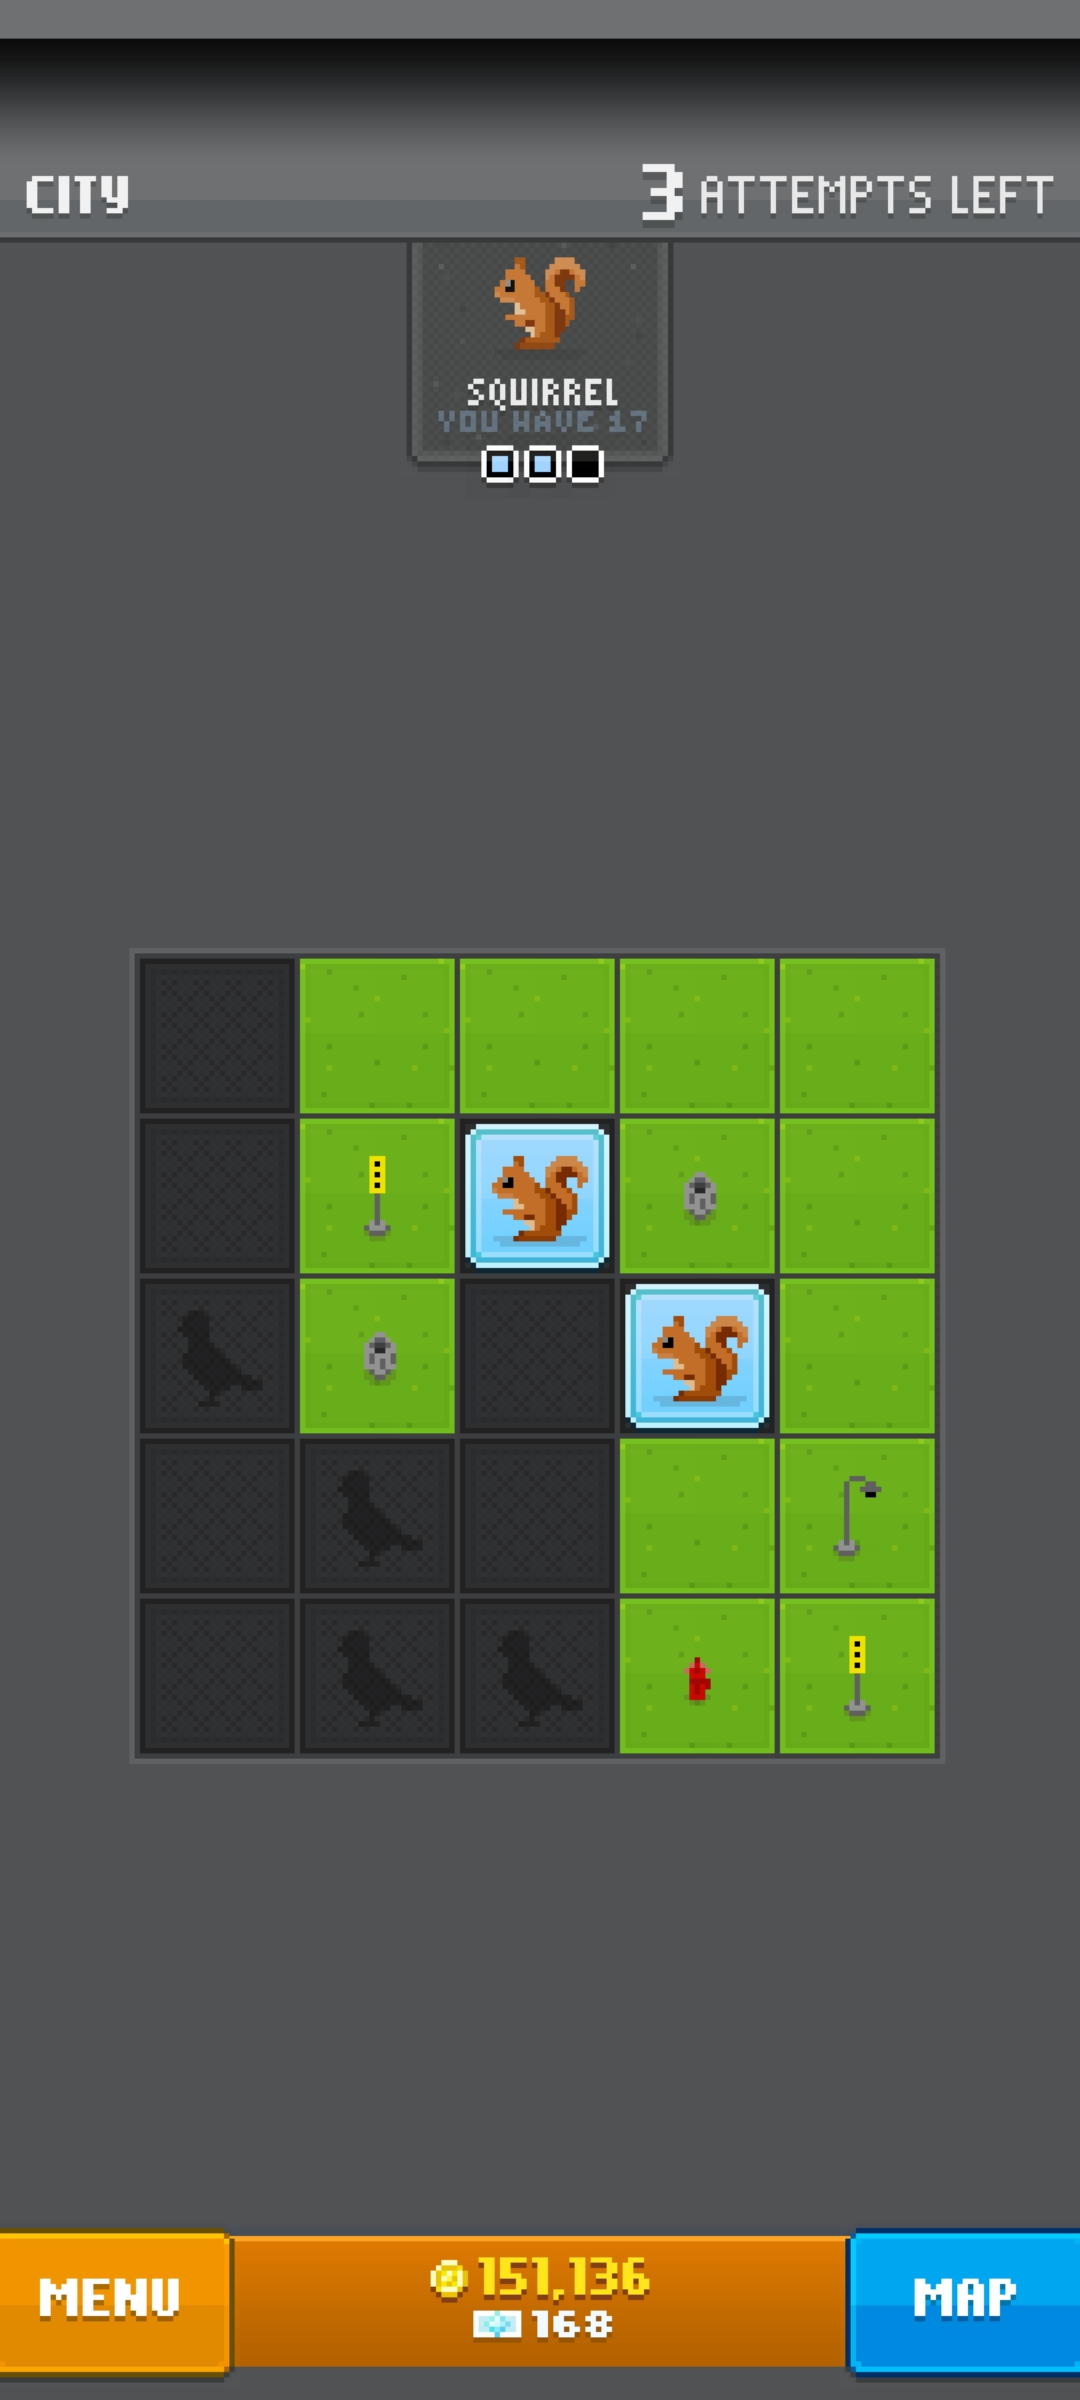 CITY
3 ATTEMPTS LEFT
SQUIRREL
YOU HAVE 17
MENU
151,136
168
MAP